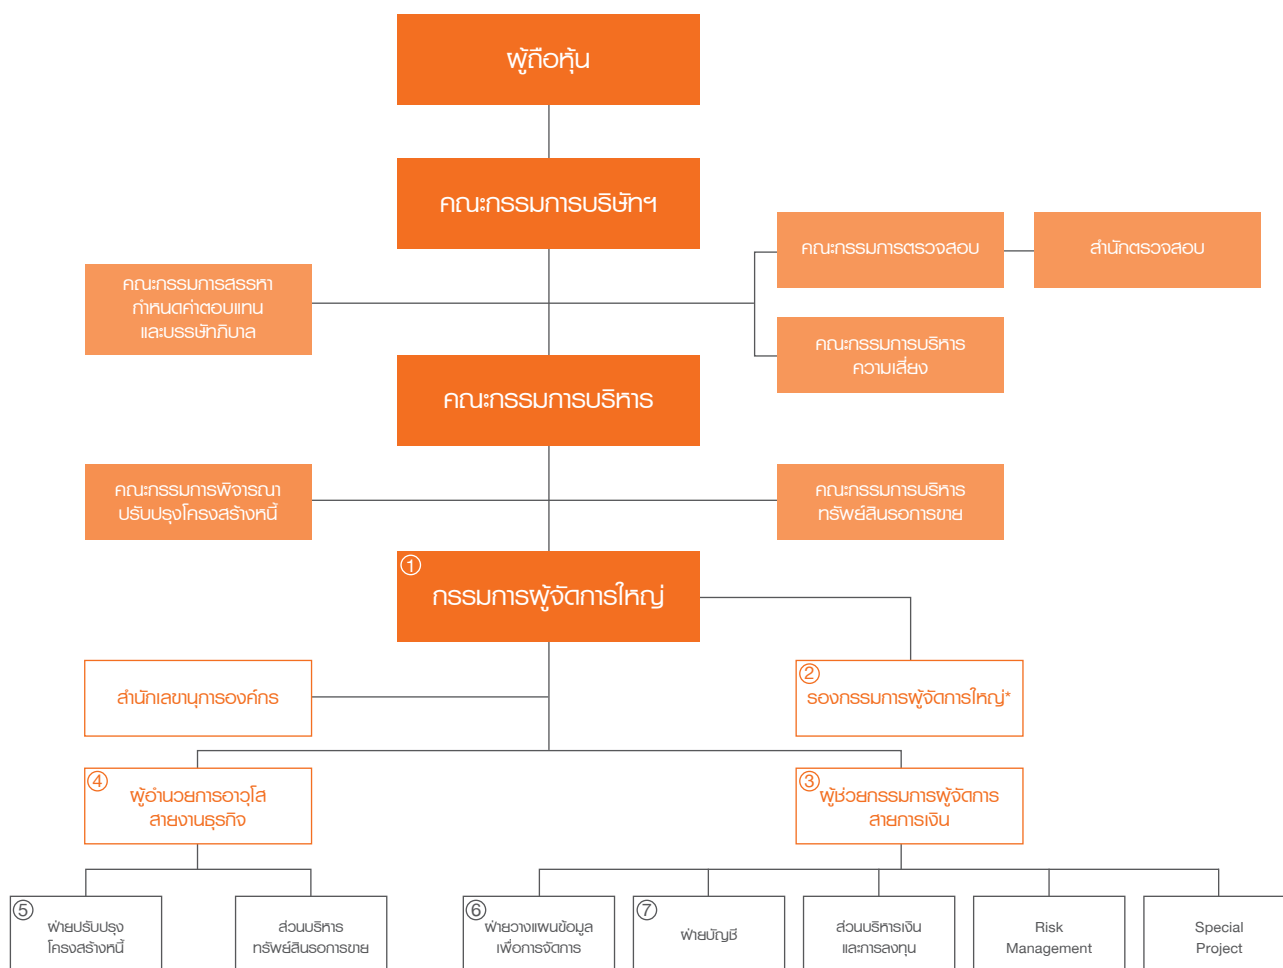 ผู้ถือหุ้น
คณะกรรมการบริษัทฯ
คณะกรรมการตรวจสอบ
สำนักตรวจสอบ
คณะกรรมการสรรหา
กำหนดค่าตอบแทน
และบรรษัทภิบาล
คณะกรรมการบริหาร
ความเสี่ยง
คณะกรรมการบริหาร
คณะกรรมการพิจารณา
ปรับปรุงโครงสร้างหนี้
คณะกรรมการบริหาร
ทรัพย์สินรอการขาย
1
กรรมการผู้จัดการใหญ่
สำนักเลขานุการองค์กร
2
รองกรรมการผู้จัดการใหญ่*
4
ผู้อำนวยการอาวุโส
สายงานธุรกิจ
3
ผู้ช่วยกรรมการผู้จัดการ
สายการเงิน
5
ฝ่ายปรับปรุง
โครงสร้างหนี้
ส่วนบริหาร
ทรัพย์สินรอการขาย
6
ฝ่ายวางแผนข้อมูล
เพื่อการจัดการ
7
ฝ่ายบัญชี
ส่วนบริหารเงิน
และการลงทุน
Risk
Management
Special
Project